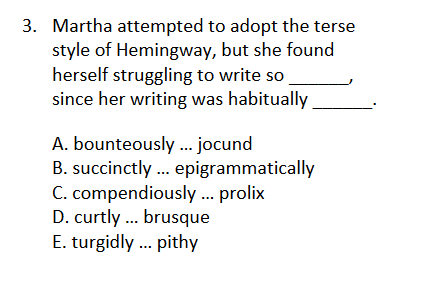 3. Martha attempted to adopt the terse
style of Hemingway, but she found
herself struggling to write so ______,
since her writing was habitually ______.
A. bounteously ... jocund
B. succinctly ... epigrammatically
C. compendiously ... prolix
D. curtly ... brusque
E. turgidly ... pithy